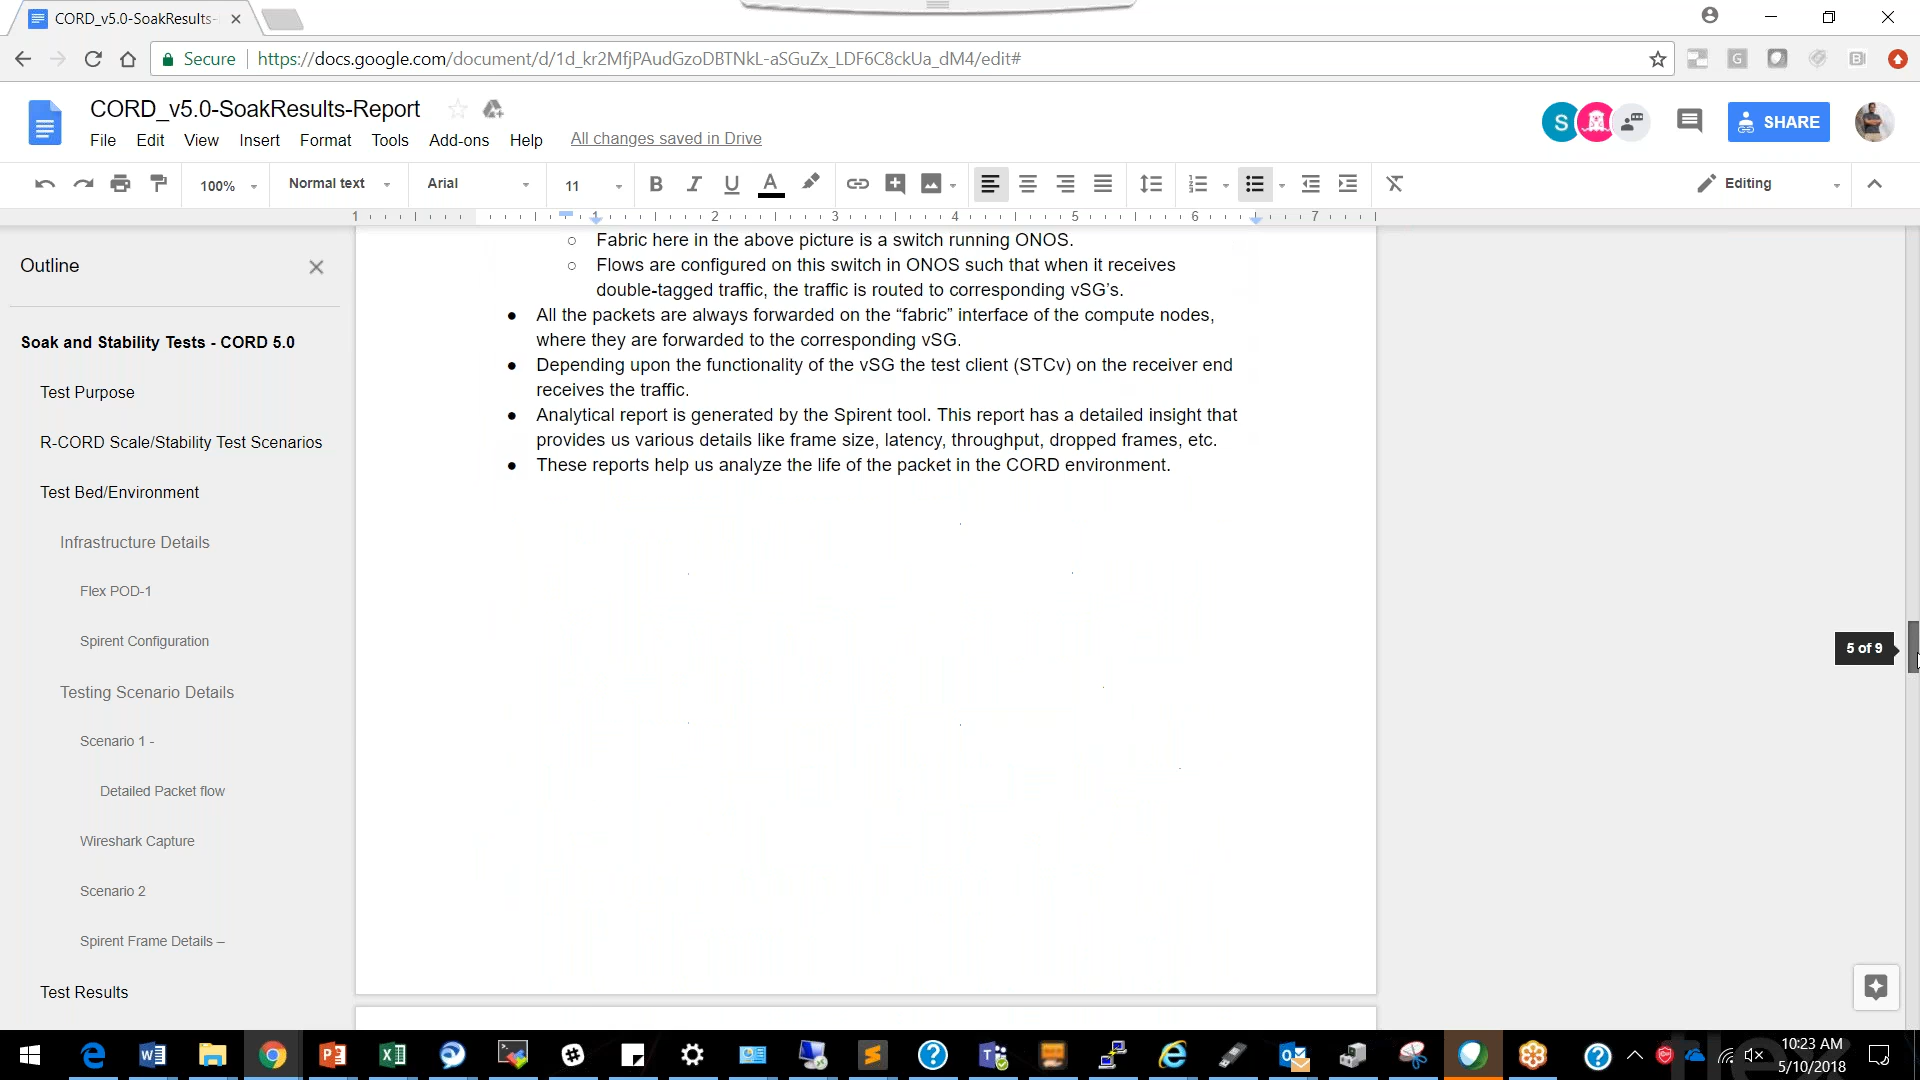 CORD_v5.0-SoakResults-
Secure https://docs.google.com/document/d/1d_kr2MfjPAudGzoDBTNkL-aSGuZx_LDF6C8ckUa_dM4/edit#
CORD_v5.0-SoakResults-Report
File Edit View Insert Format Tools Add-ons Help All changes saved in Drive
S
SHARE
100% Normal text Arial 11 B I U A Editing
1 1 2 3 4 5 6 7
Outline
Soak and Stability Tests - CORD 5.0
Test Purpose
R-CORD Scale/Stability Test Scenarios
Test Bed/Environment
Infrastructure Details
Flex POD-1
Spirent Configuration
Testing Scenario Details
Scenario 1 -
Detailed Packet flow
Wireshark Capture
Scenario 2
Spirent Frame Details –
Test Results
○ Fabric here in the above picture is a switch running ONOS.
○ Flows are configured on this switch in ONOS such that when it receives
double-tagged traffic, the traffic is routed to corresponding vSG's.
● All the packets are always forwarded on the “fabric” interface of the compute nodes,
where they are forwarded to the corresponding vSG.
● Depending upon the functionality of the vSG the test client (STCv) on the receiver end
receives the traffic.
● Analytical report is generated by the Spirent tool. This report has a detailed insight that
provides us various details like frame size, latency, throughput, dropped frames, etc.
● These reports help us analyze the life of the packet in the CORD environment.
5 of 9
10:23 AM
5/10/2018